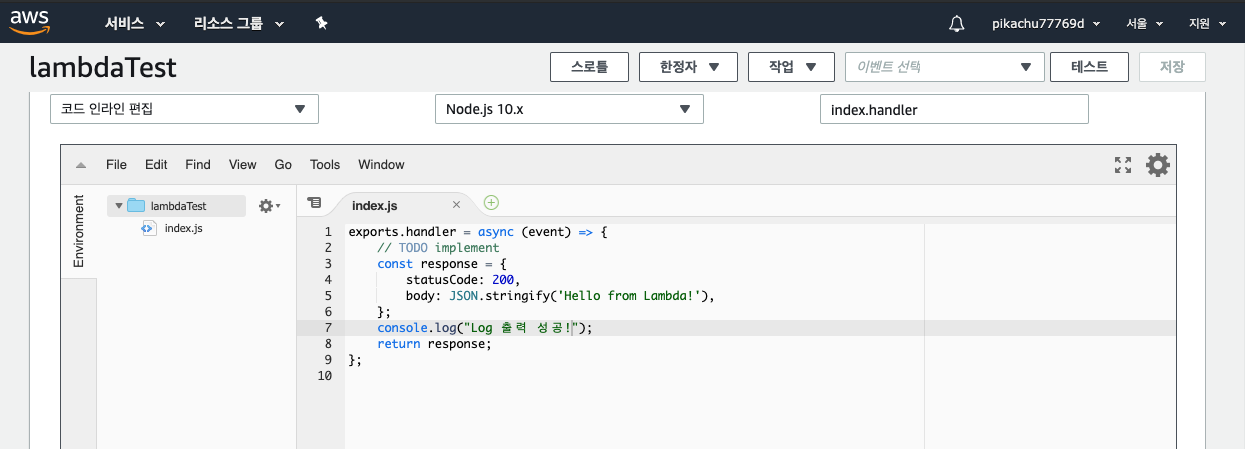 aws 서비스 리소스 그룹 pikachu77769d 서울 지원
lambdaTest 스로틀 한정자 작업 이벤트 선택 테스트 저장
코드 인라인 편집 Node.js 10.x index.handler
File Edit Find View Go Tools Window
Environment
lambdaTest
index.js
index.js
1 exports.handler = async (event) => {
2 // TODO implement
3 const response = {
4 statusCode: 200,
5 body: JSON.stringify('Hello from Lambda!'),
6 };
7 console.log("Log 출력 성공!");
8 return response;
9 };
10